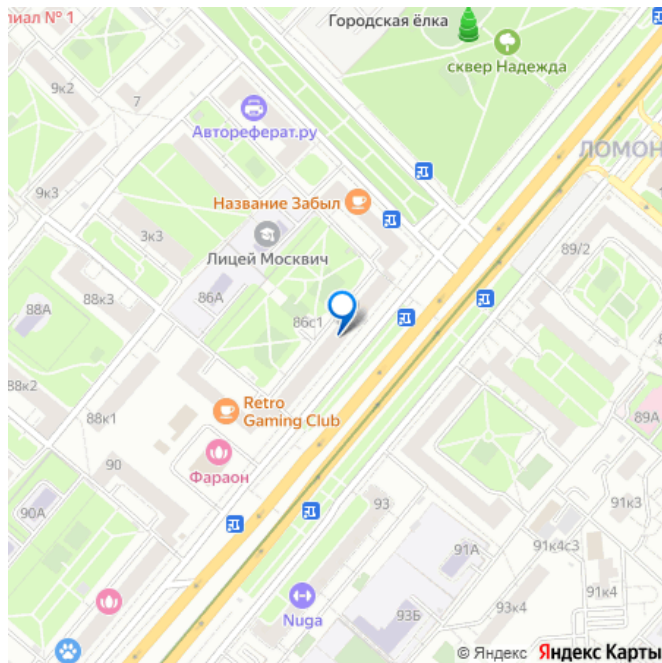 лиал № 1
Городская ёлка
сквер Надежда
9к2
7
Автореферат.ру
ЛОМОН
9к3
Название Забыл
3к3
Лицей Москвич
89/2
88А
88к3
86А
86с1
88к2
88к1
Retro
Gaming Club
89А
90
Фараон
93
91к3
90А
91А
91к4с3
91к4
Nuga
93Б
93к4
© Яндекс Яндекс Карты